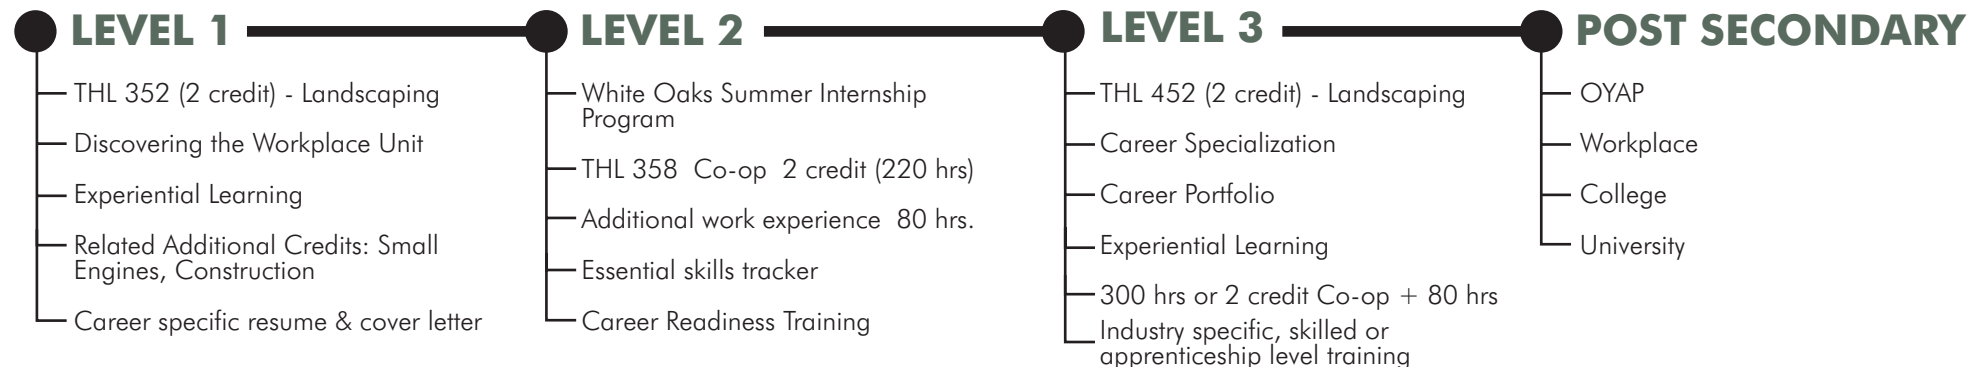 LEVEL 1
THL 352 (2 credit) - Landscaping
Discovering the Workplace Unit
Experiential Learning
Related Additional Credits: Small
Engines, Construction
Career specific resume & cover letter
LEVEL 2
White Oaks Summer Internship
Program
THL 358 Co-op 2 credit (220 hrs)
Additional work experience 80 hrs.
Essential skills tracker
Career Readiness Training
LEVEL 3
THL 452 (2 credit) - Landscaping
Career Specialization
Career Portfolio
Experiential Learning
300 hrs or 2 credit Co-op + 80 hrs
Industry specific, skilled or
apprenticeship level training
POST SECONDARY
OYAP
Workplace
College
University